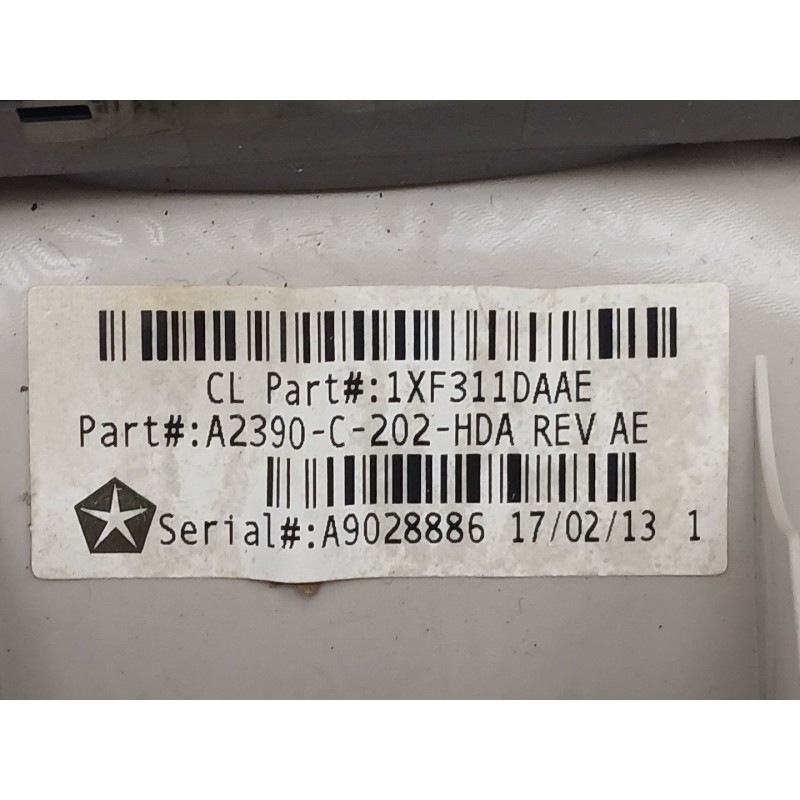 CL Part#:1XF311DAAE
Part#:A2390-C-202-HDA REV AE
Serial#:A9028886 17/02/13 1